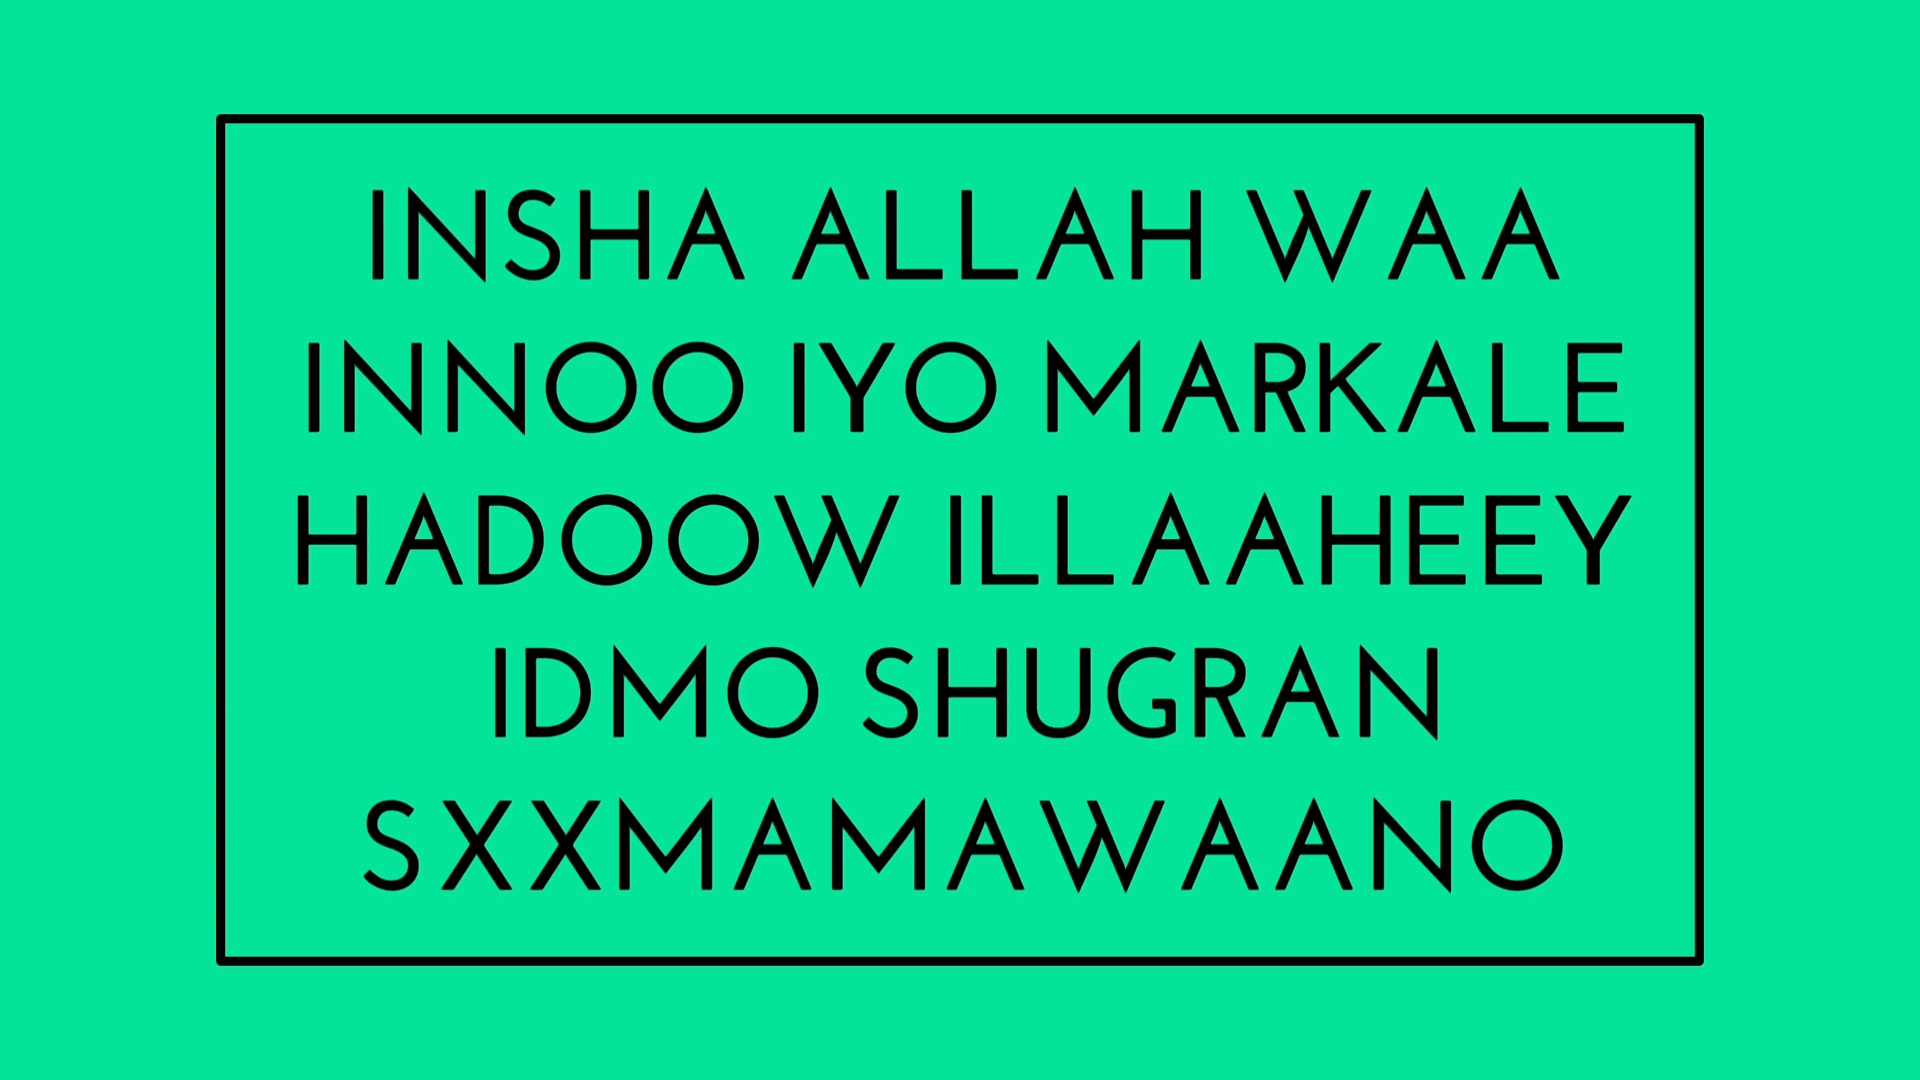 INSHA ALLAH WAA
INNOO IYO MARKALE
HADOOW ILLAAHEEY
IDMO SHUGRAN
SXXMAMAWAANO